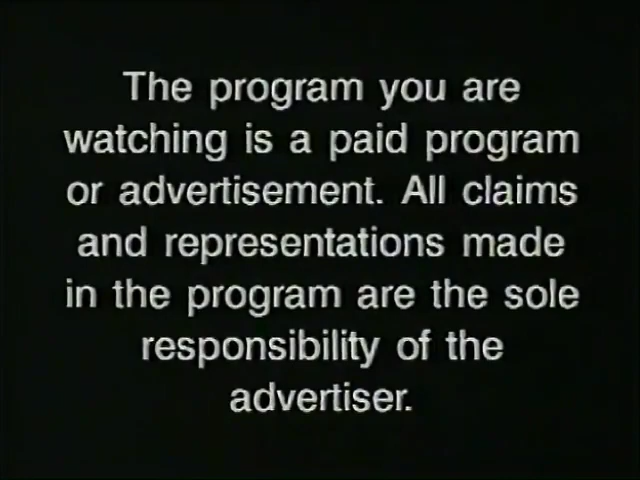 The program you are
watching is a paid program
or advertisement. All claims
and representations made
in the program are the sole
responsibility of the
advertiser.